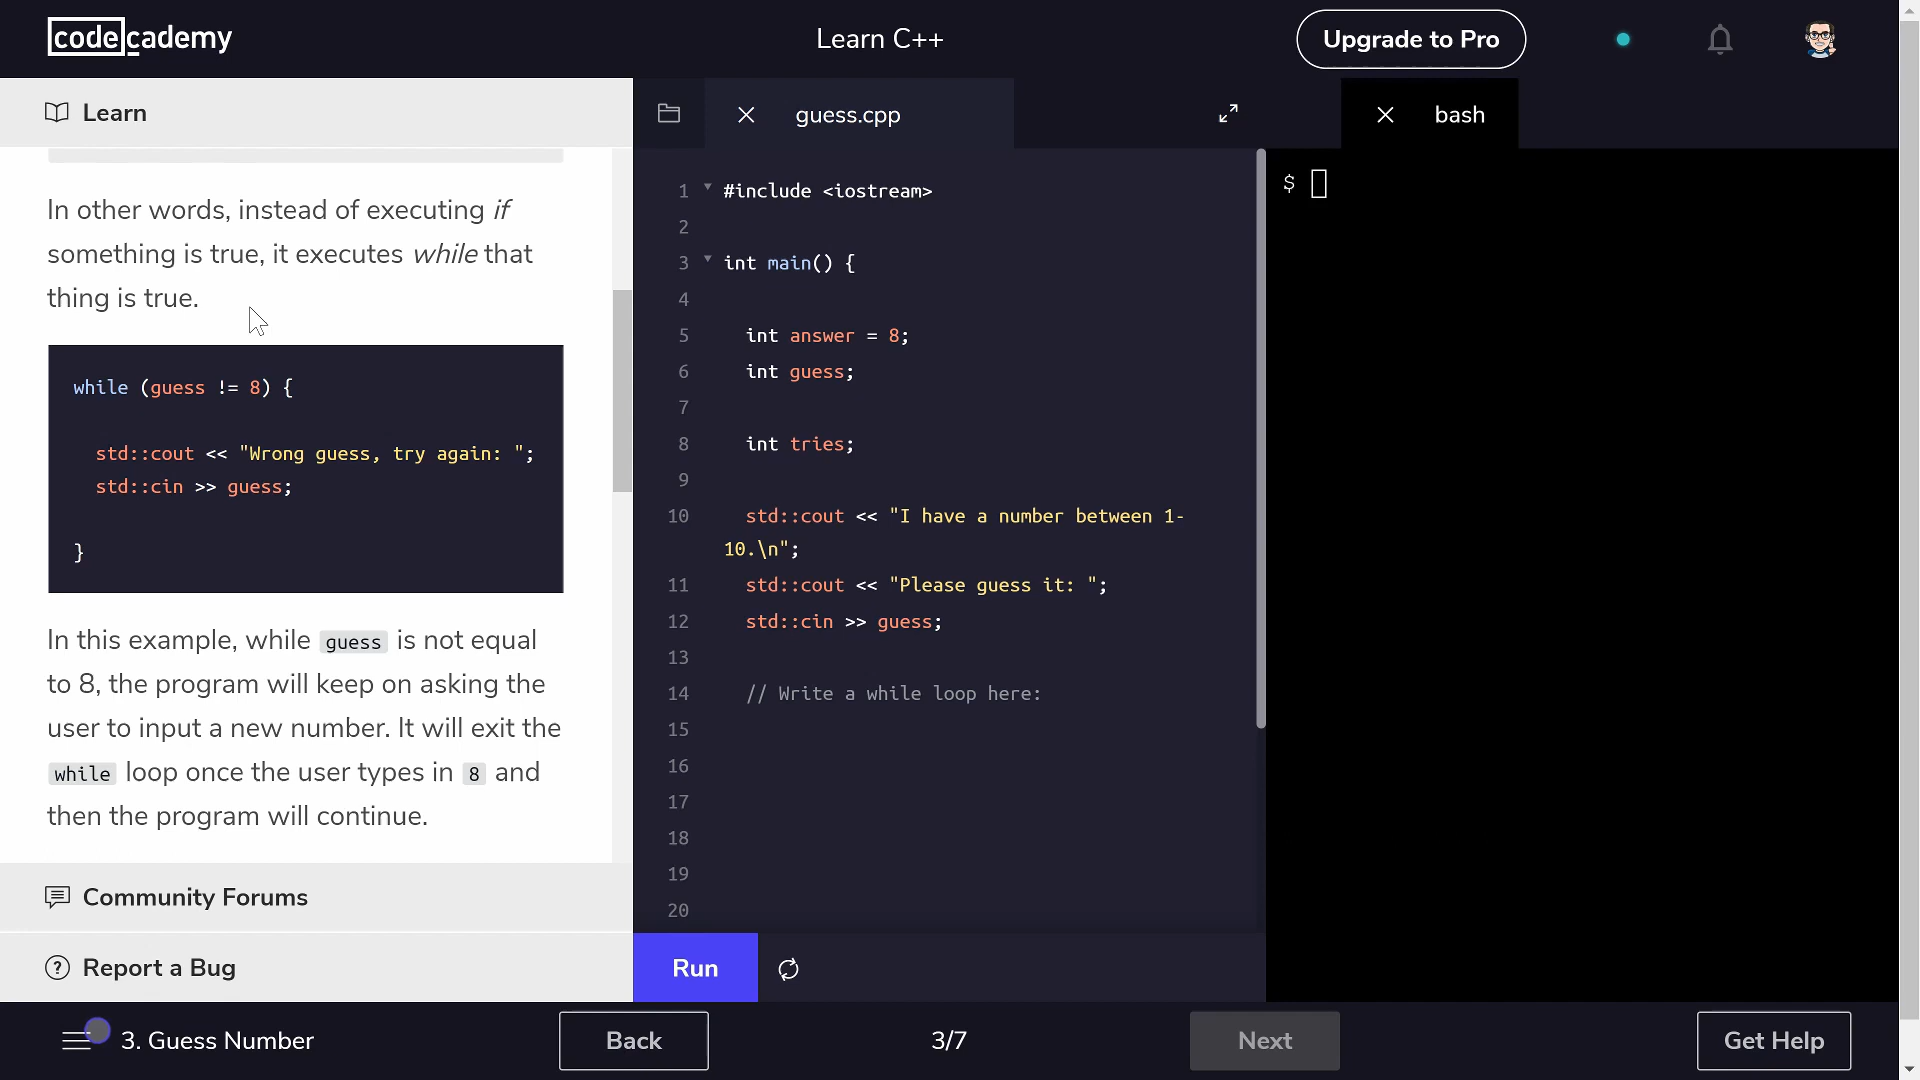 codecademy
Learn C++
Upgrade to Pro
Learn
In other words, instead of executing if
something is true, it executes while that
thing is true.
while (guess != 8) {
std::cout << "Wrong guess, try again: ";
std::cin >> guess;
}
In this example, while guess is not equal
to 8, the program will keep on asking the
user to input a new number. It will exit the
while loop once the user types in 8 and
then the program will continue.
Community Forums
Report a Bug
guess.cpp
1 #include <iostream>
2
3 int main() {
4
5 int answer = 8;
6 int guess;
7
8 int tries;
9
10 std::cout << "I have a number between 1-
10.\n";
11 std::cout << "Please guess it: ";
12 std::cin >> guess;
13
14 // Write a while loop here:
15
16
17
18
19
20
Run
bash
$
3. Guess Number
Back
3/7
Next
Get Help